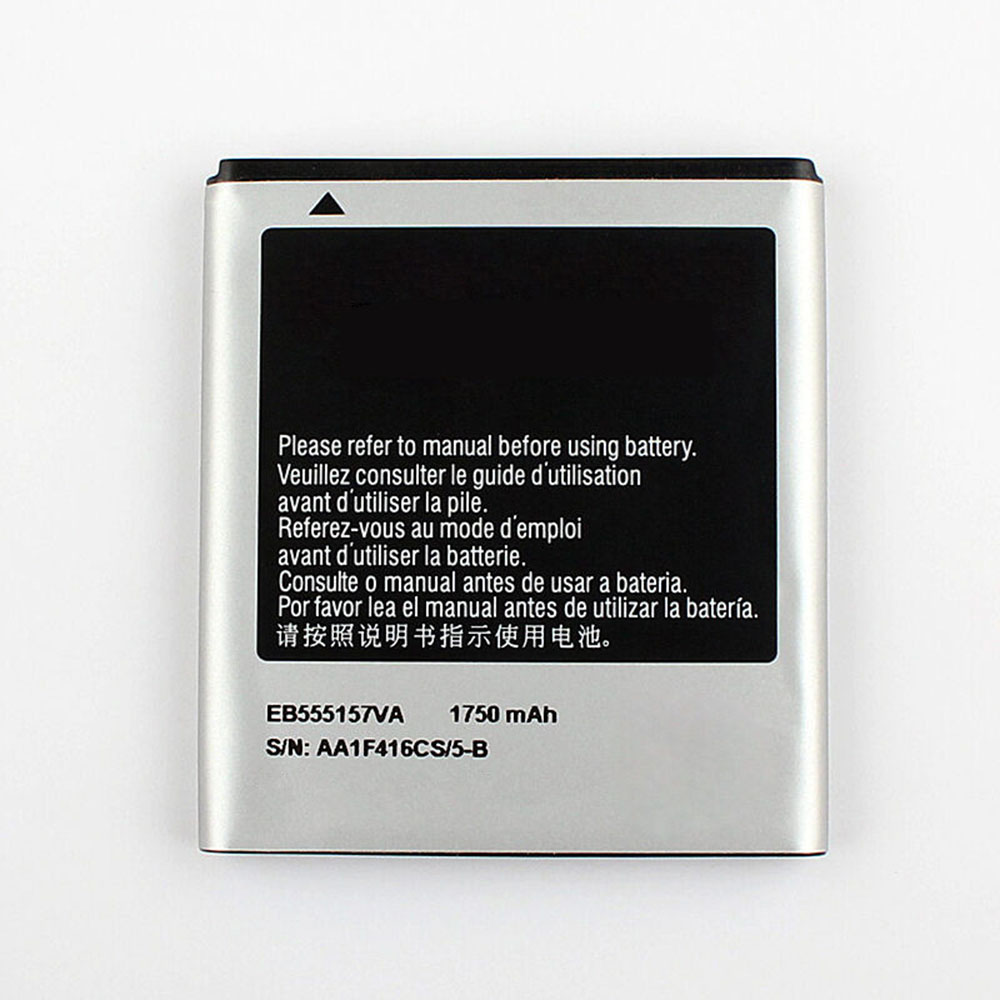 Please refer to manual before using battery.
Veuillez consulter le guide d'utilisation
avant d'utiliser la pile.
Referez-vous au mode d'emploi
avant d'utiliser la batterie.
Consulte o manual antes de usar a bateria.
Por favor lea el manual antes de utilizar la batería.
请按照说明书指示使用电池。
EB555157VA 1750 mAh
S/N: AA1F416CS/5-B